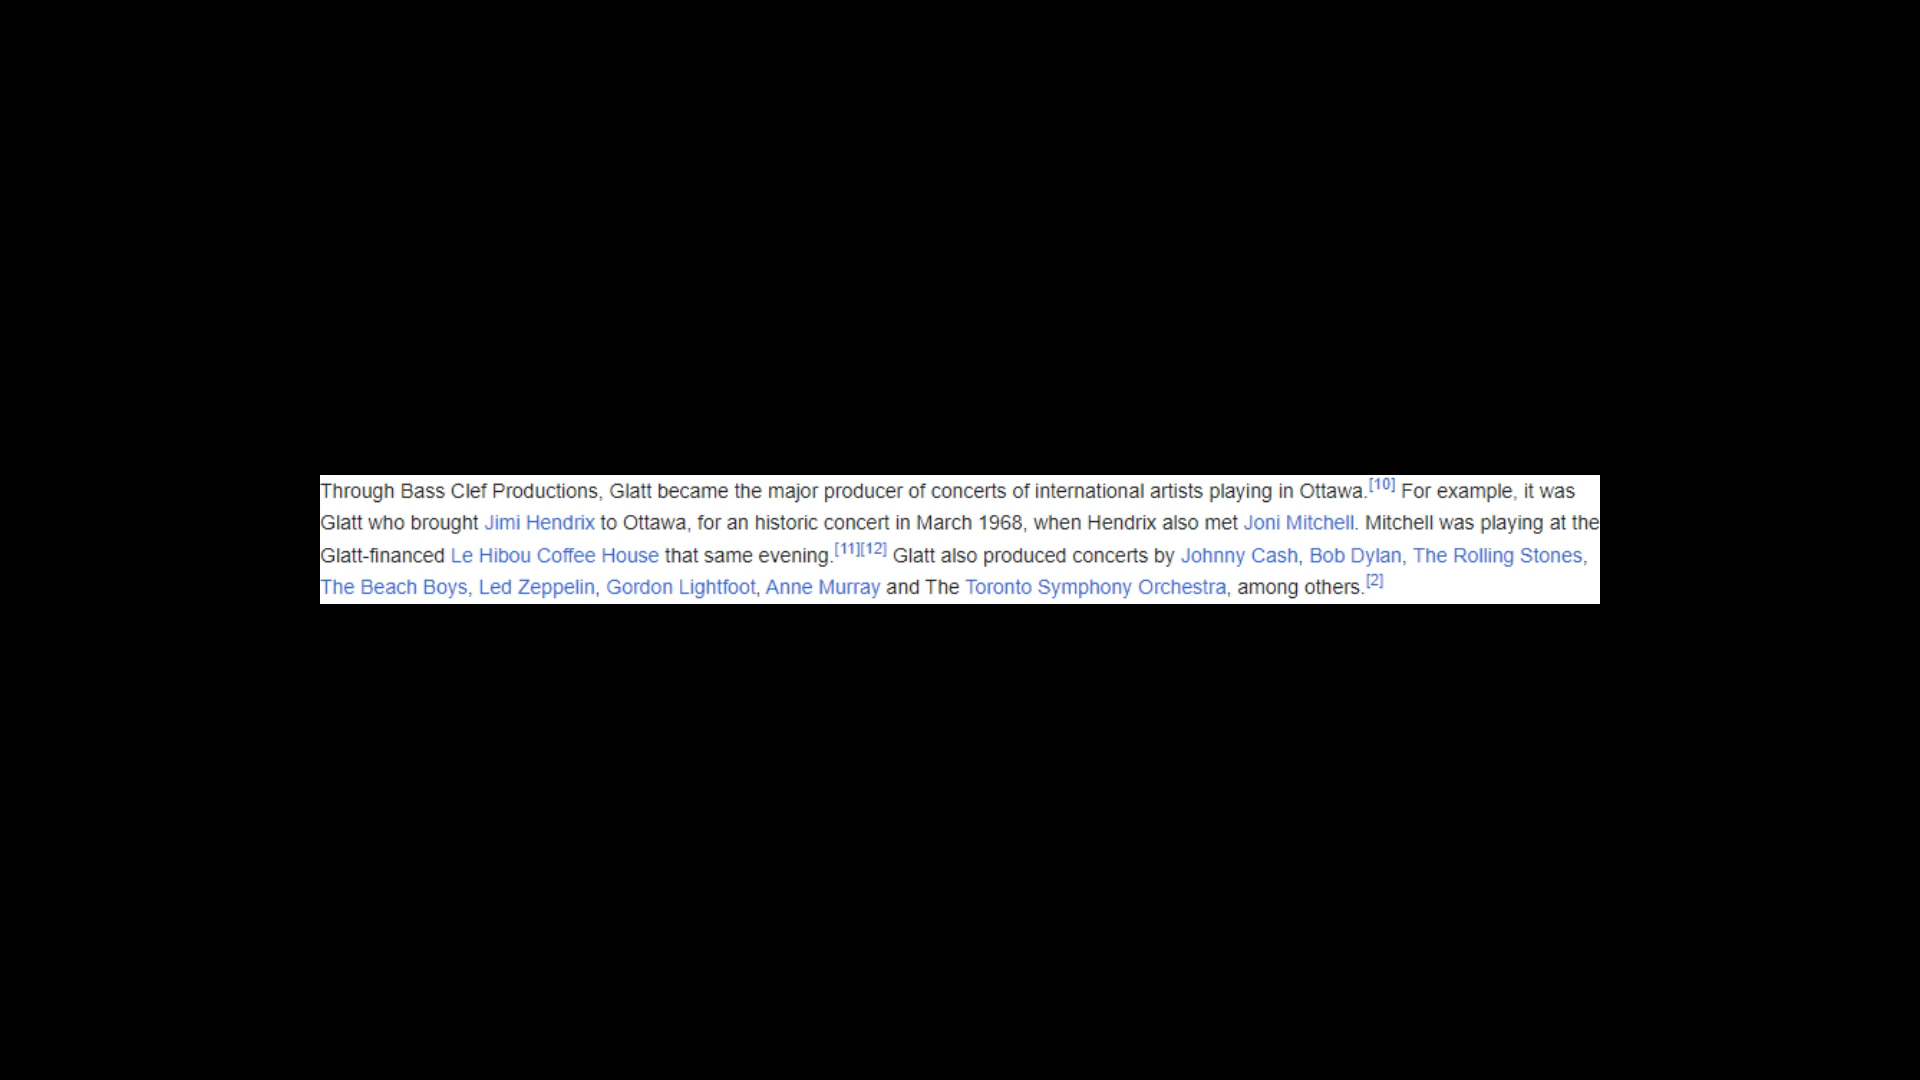 Through Bass Clef Productions, Glatt became the major producer of concerts of international artists playing in Ottawa.[10] For example, it was
Glatt who brought Jimi Hendrix to Ottawa, for an historic concert in March 1968, when Hendrix also met Joni Mitchell. Mitchell was playing at the
Glatt-financed Le Hibou Coffee House that same evening.[11][12] Glatt also produced concerts by Johnny Cash, Bob Dylan, The Rolling Stones,
The Beach Boys, Led Zeppelin, Gordon Lightfoot, Anne Murray and The Toronto Symphony Orchestra, among others.[2]